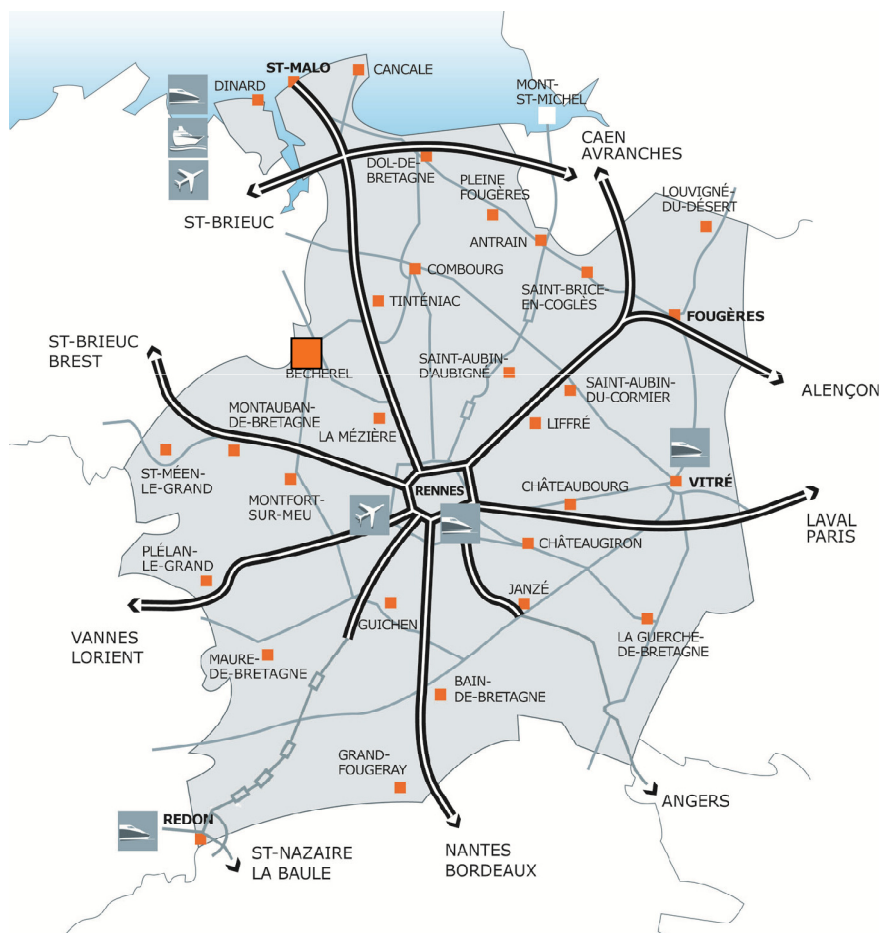 ST-MALO
CANCALE
DINARD
MONT-
ST-MICHEL
CAEN
AVRANCHES
DOL-DE-
BRETAGNE
PLEINE
FOUGÈRES
LOUVIGNÉ
-DU-DÉSERT
ST-BRIEUC
ANTRAIN
COMBOURG
SAINT-BRICE-
EN-COGLÈS
TINTÉNIAC
FOUGÈRES
ST-BRIEUC
BREST
BÉCHEREL
SAINT-AUBIN-
D'AUBIGNÉ
SAINT-AUBIN-
DU-CORMIER
ALENÇON
MONTAUBAN-
DE-BRETAGNE
LA MÉZIÈRE
LIFFRÉ
ST-MÉEN-
LE-GRAND
MONTFORT-
SUR-MEU
RENNES
CHÂTEAUBOURG
VITRÉ
LAVAL
PARIS
PLÉLAN-
LE-GRAND
CHÂTEAUGIRON
JANZÉ
GUICHEN
VANNES
LORIENT
MAURE-
DE-BRETAGNE
LA GUERCHE-
DE-BRETAGNE
BAIN-
DE-BRETAGNE
GRAND-
FOUGERAY
ANGERS
REDON
ST-NAZAIRE
LA BAULE
NANTES
BORDEAUX